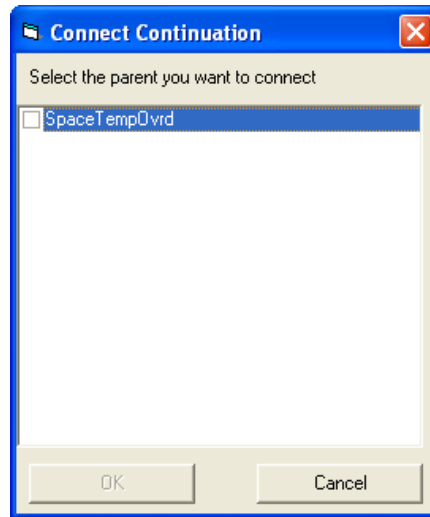 Connect Continuation
Select the parent you want to connect
SpaceTempOvrd
OK
Cancel